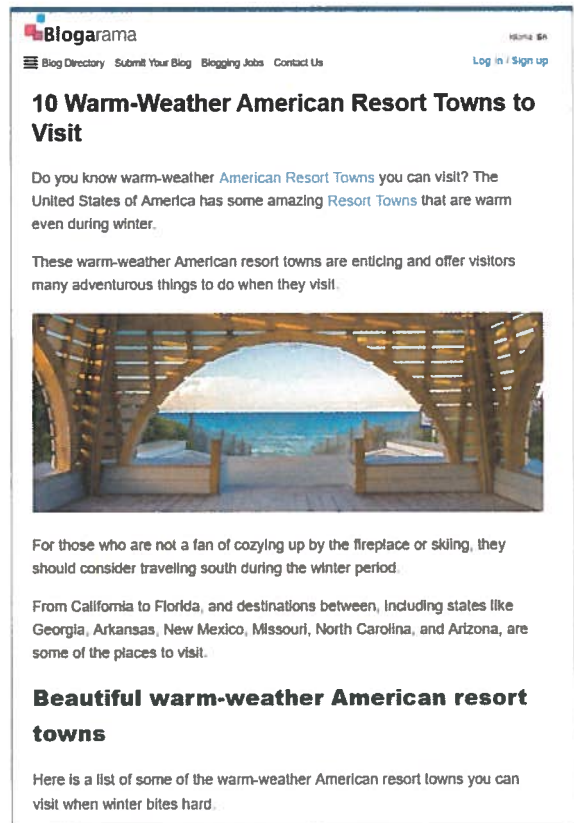 Blogarama
Blog Directory Submit Your Blog Blogging Jobs Contact Us
Log in / Sign up
10 Warm-Weather American Resort Towns to
Visit
Do you know warm-weather American Resort Towns you can visit? The
United States of America has some amazing Resort Towns that are warm
even during winter.
These warm-weather American resort towns are enticing and offer visitors
many adventurous things to do when they visit.
For those who are not a fan of cozying up by the fireplace or skiing, they
should consider traveling south during the winter period.
From California to Florida, and destinations between, including states like
Georgia, Arkansas, New Mexico, Missouri, North Carolina, and Arizona, are
some of the places to visit.
Beautiful warm-weather American resort
towns
Here is a list of some of the warm-weather American resort towns you can
visit when winter bites hard.